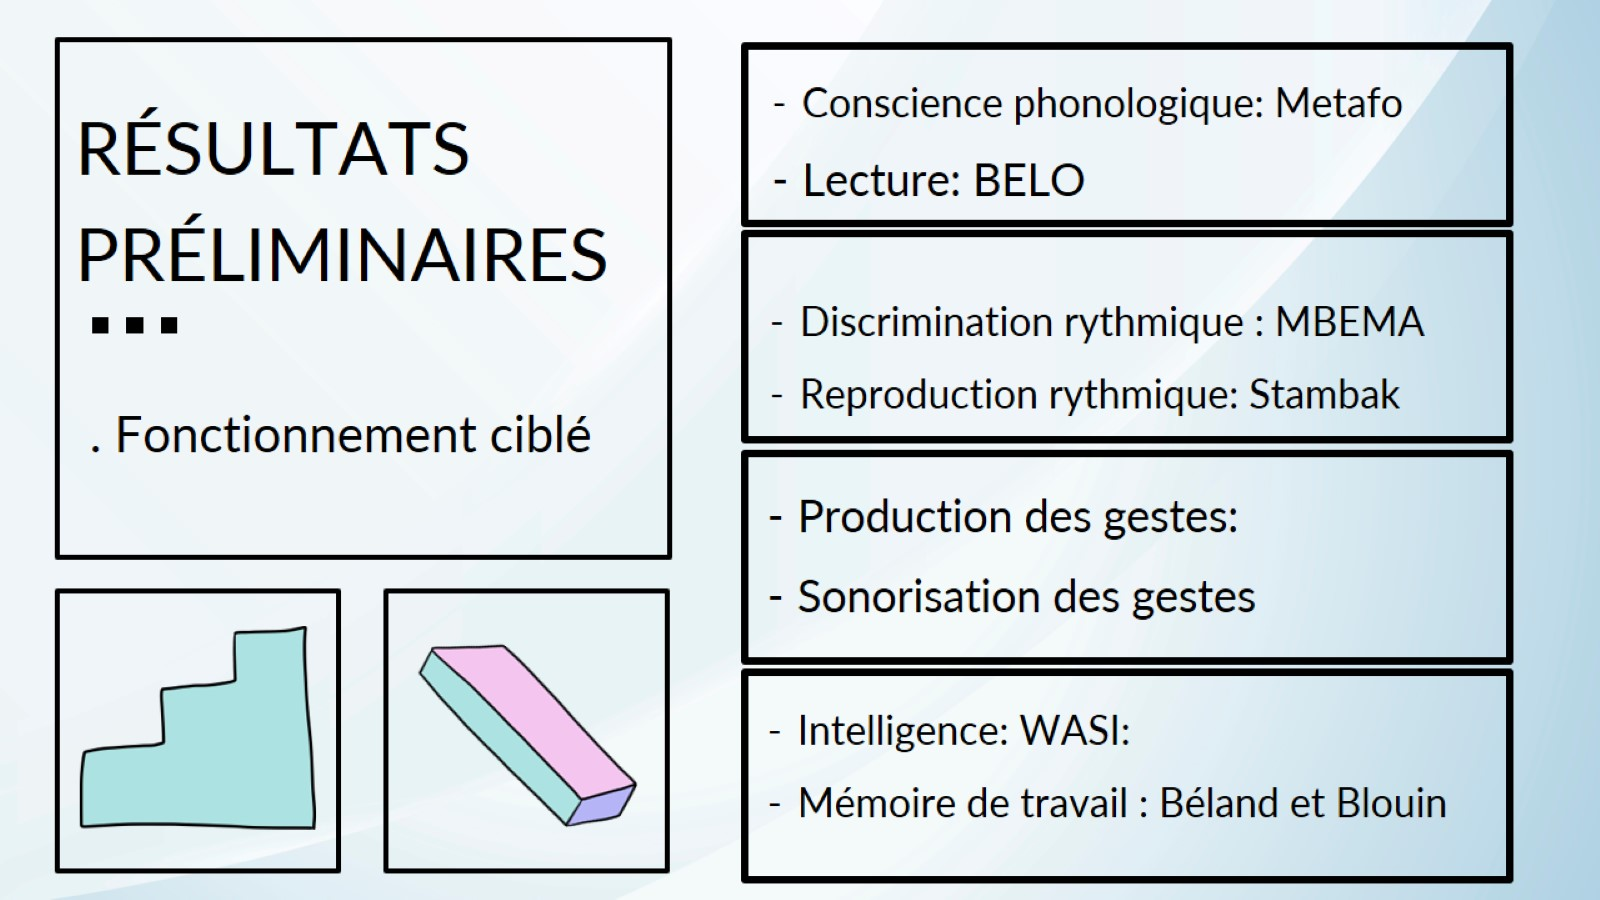 RÉSULTATS
PRÉLIMINAIRES
...
. Fonctionnement ciblé
- Conscience phonologique: Metafo
- Lecture: BELO
- Discrimination rythmique : MBEMA
- Reproduction rythmique: Stambak
- Production des gestes:
- Sonorisation des gestes
- Intelligence: WASI:
- Mémoire de travail : Béland et Blouin